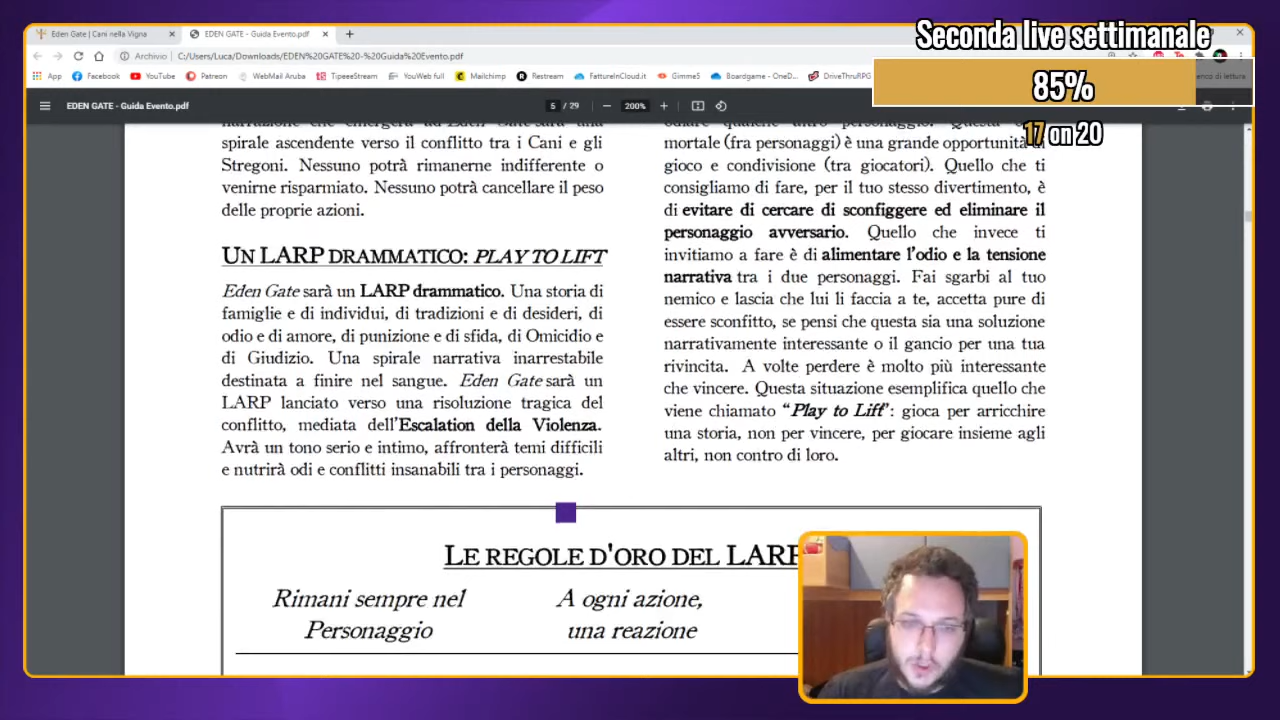 Seconda live settimanale
85%
17 on 20
Eden Gate | Cani nella Vigna
EDEN GATE - Guida Evento.pdf
Archivio | C:/Users/Luca/Downloads/EDEN%20GATE%20-%20Guida%20Evento.pdf
App Facebook YouTube Patreon WebMail Aruba TipeeeStream YouWeb full Mailchimp Restream FattureInCloud.it Gimme5 Boardgame - OneD... DriveThruRPG
EDEN GATE - Guida Evento.pdf
5 / 29
200%
spirale ascendente verso il conflitto tra i Cani e gli
Stregoni. Nessuno potrà rimanerne indifferente o
venirne risparmiato. Nessuno potrà cancellare il peso
delle proprie azioni.
UN LARP DRAMMATICO: PLAY TO LIFT
Eden Gate sarà un LARP drammatico. Una storia di
famiglie e di individui, di tradizioni e di desideri, di
odio e di amore, di punizione e di sfida, di Omicidio e
di Giudizio. Una spirale narrativa inarrestabile
destinata a finire nel sangue. Eden Gate sarà un
LARP lanciato verso una risoluzione tragica del
conflitto, mediata dell'Escalation della Violenza.
Avrà un tono serio e intimo, affronterà temi difficili
e nutrirà odi e conflitti insanabili tra i personaggi.
mortale (fra personaggi) è una grande opportunità di
gioco e condivisione (tra giocatori). Quello che ti
consigliamo di fare, per il tuo stesso divertimento, è
di evitare di cercare di sconfiggere ed eliminare il
personaggio avversario. Quello che invece ti
invitiamo a fare è di alimentare l'odio e la tensione
narrativa tra i due personaggi. Fai sgarbi al tuo
nemico e lascia che lui li faccia a te, accetta pure di
essere sconfitto, se pensi che questa sia una soluzione
narrativamente interessante o il gancio per una tua
rivincita. A volte perdere è molto più interessante
che vincere. Questa situazione esemplifica quello che
viene chiamato “Play to Lift”: gioca per arricchire
una storia, non per vincere, per giocare insieme agli
altri, non contro di loro.
LE REGOLE D'ORO DEL LARP
Rimani sempre nel
Personaggio
A ogni azione,
una reazione